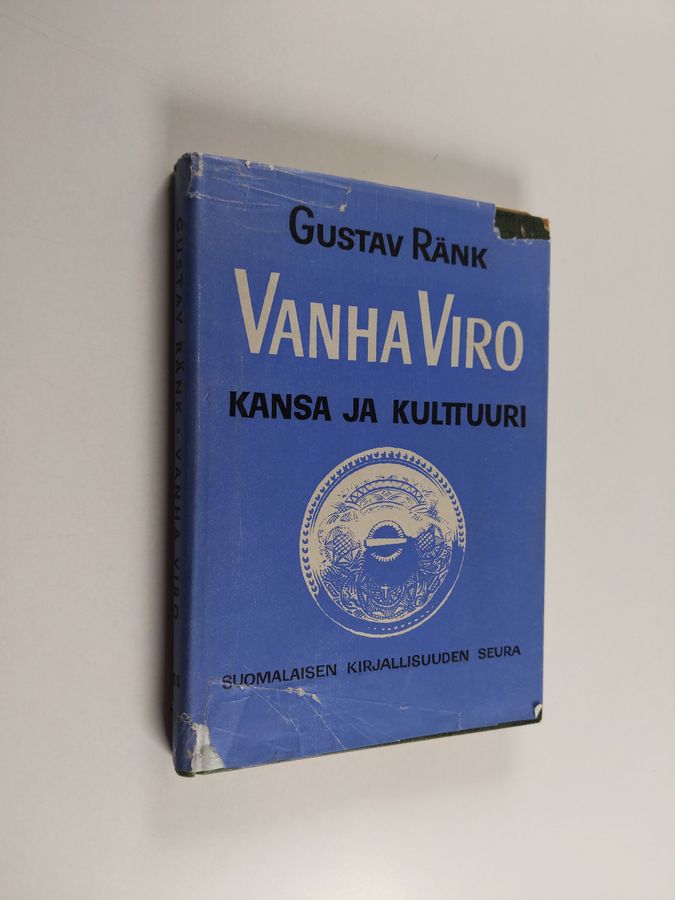 GUSTAV RÄNK
VANHA VIRO
KANSA JA KULTTUURI
SUOMALAISEN KIRJALLISUUDEN SEURA
GUSTAV RÄNK · VANHA VIRO